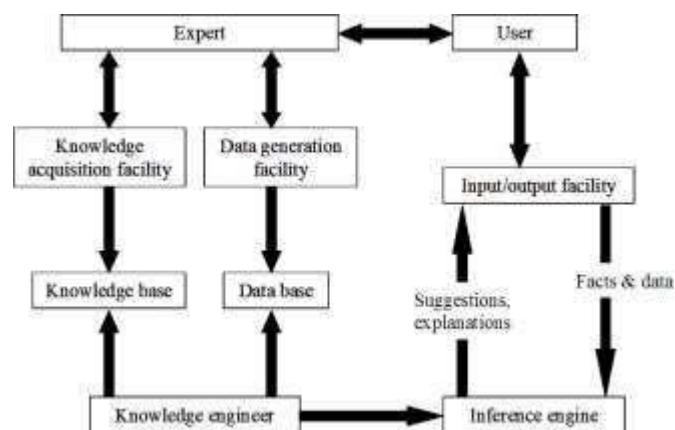 Expert
User
Knowledge
acquisition facility
Data generation
facility
Input/output facility
Knowledge base
Data base
Suggestions,
explanations
Facts & data
Knowledge engineer
Inference engine